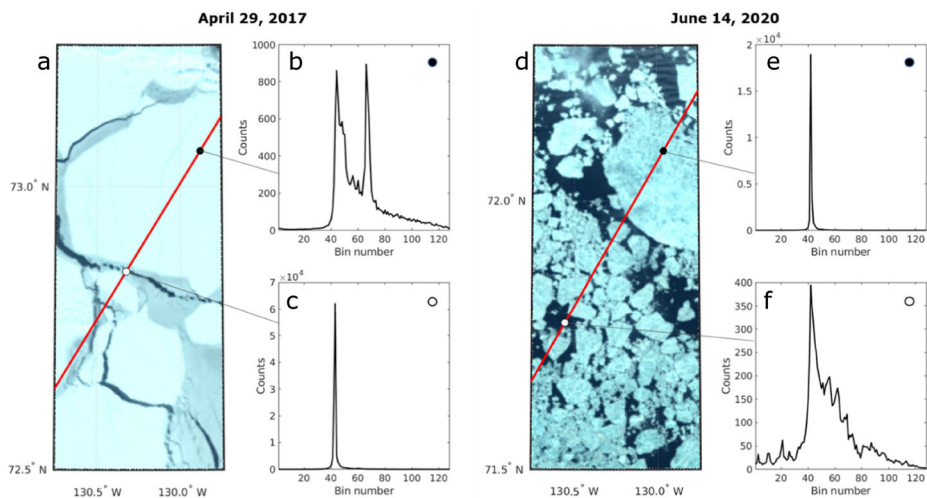 April 29, 2017
June 14, 2020
a
73.0° N
72.5° N
130.5° W
130.0° W
b
1000
800
600
400
200
0
Counts
0
20
40
60
80
100
120
Bin number
c
×10⁴
7
6
5
4
3
2
1
0
Counts
0
20
40
60
80
100
120
Bin number
d
72.0° N
71.5° N
130.5° W
130.0° W
e
×10⁴
2
1.5
1
0.5
0
Counts
0
20
40
60
80
100
120
Bin number
f
400
350
300
250
200
150
100
50
0
Counts
0
20
40
60
80
100
120
Bin number